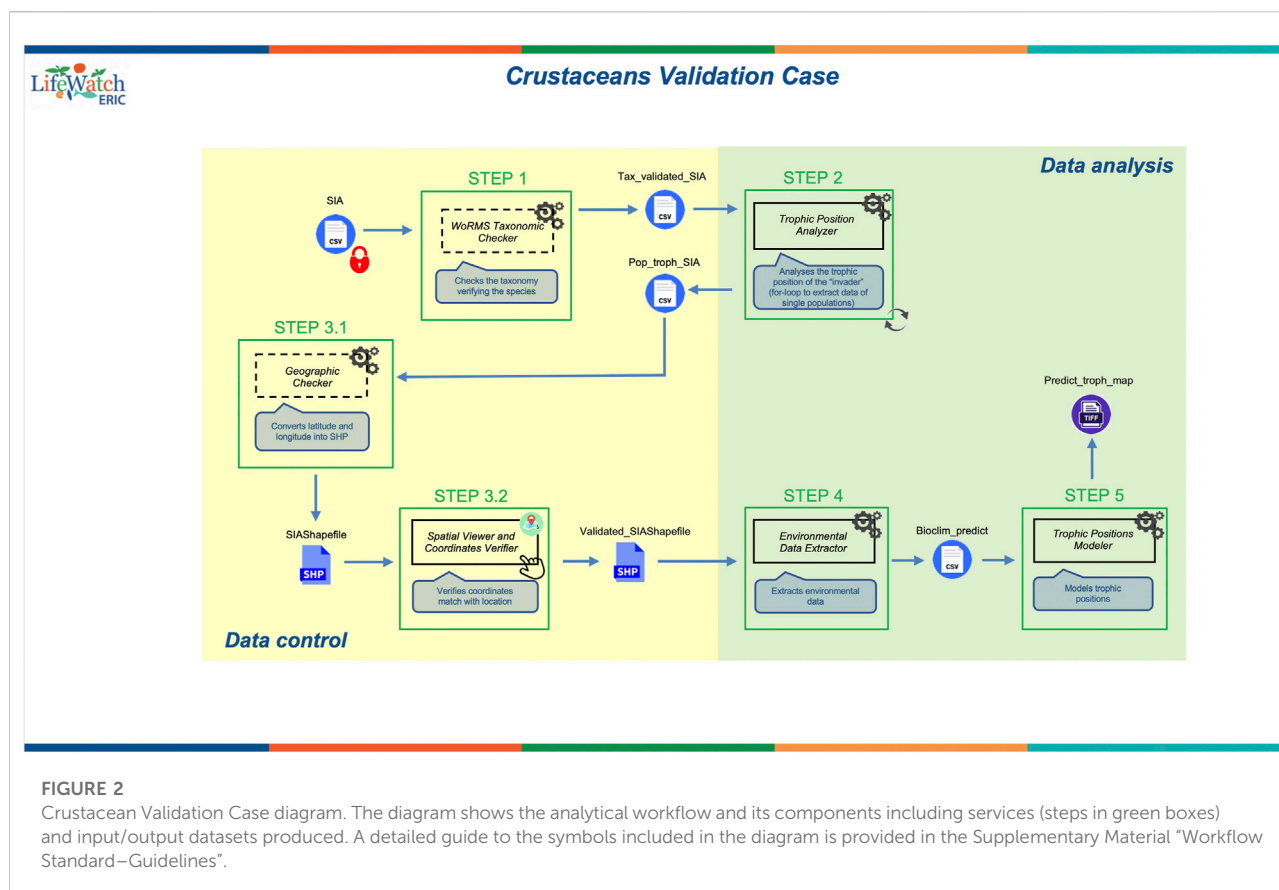 LifeWatch
ERIC
Crustaceans Validation Case
Data analysis
STEP 1
Tax_validated_SIA
STEP 2
SIA
CSV
WoRMS Taxonomic
Checker
CSV
Trophic Position
Analyzer
Checks the taxonomy
verifying the species
Pop_troph_SIA
CSV
Analyses the trophic
position of the "invader"
(for-loop to extract data of
single populations)
STEP 3.1
Geographic
Checker
Converts latitude and
longitude into SHP
Predict_troph_map
TIFF
STEP 3.2
STEP 4
STEP 5
SIAShapefile
SHP
Spatial Viewer and
Coordinates Verifier
Verifies coordinates
match with location
Validated_SIAShapefile
SHP
Environmental
Data Extractor
Extracts environmental
data
Bioclim_predict
CSV
Trophic Positions
Modeler
Models trophic
positions
Data control
FIGURE 2
Crustacean Validation Case diagram. The diagram shows the analytical workflow and its components including services (steps in green boxes)
and input/output datasets produced. A detailed guide to the symbols included in the diagram is provided in the Supplementary Material “Workflow
Standard–Guidelines”.